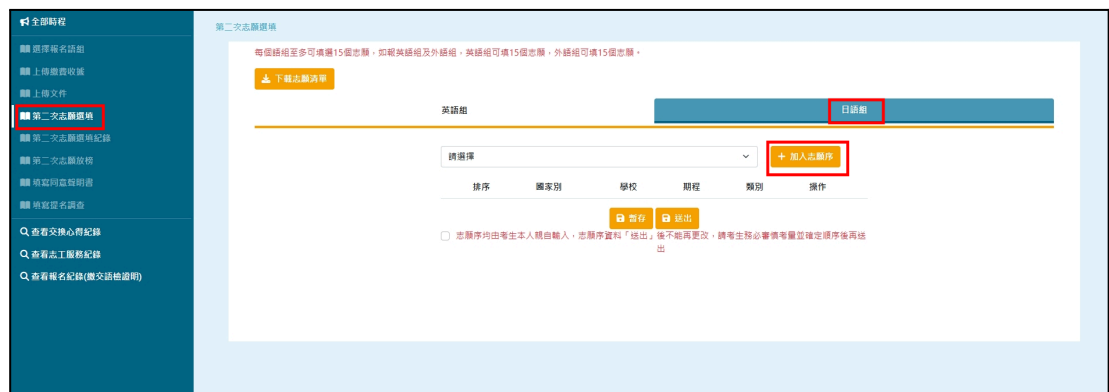 全部時程
選擇報名語組
上傳繳費收據
上傳文件
第二次志願選填
第二次志願選填紀錄
第二次志願放榜
填寫同意聲明書
填寫提名調查
查看交換心得紀錄
查看志工服務紀錄
查看報名紀錄(繳交語檢證明)
第二次志願選填
每個語組至多可填選15個志願，如報英語組及外語組，英語組可填15個志願，外語組可填15個志願。
下載志願清單
英語組 日語組
請選擇 + 加入志願序
排序 國家別 學校 期程 類別 操作
暫存 送出
志願序均由考生本人親自輸入，志願序資料「送出」後不能再更改，請考生務必審慎考量並確定順序後再送
出